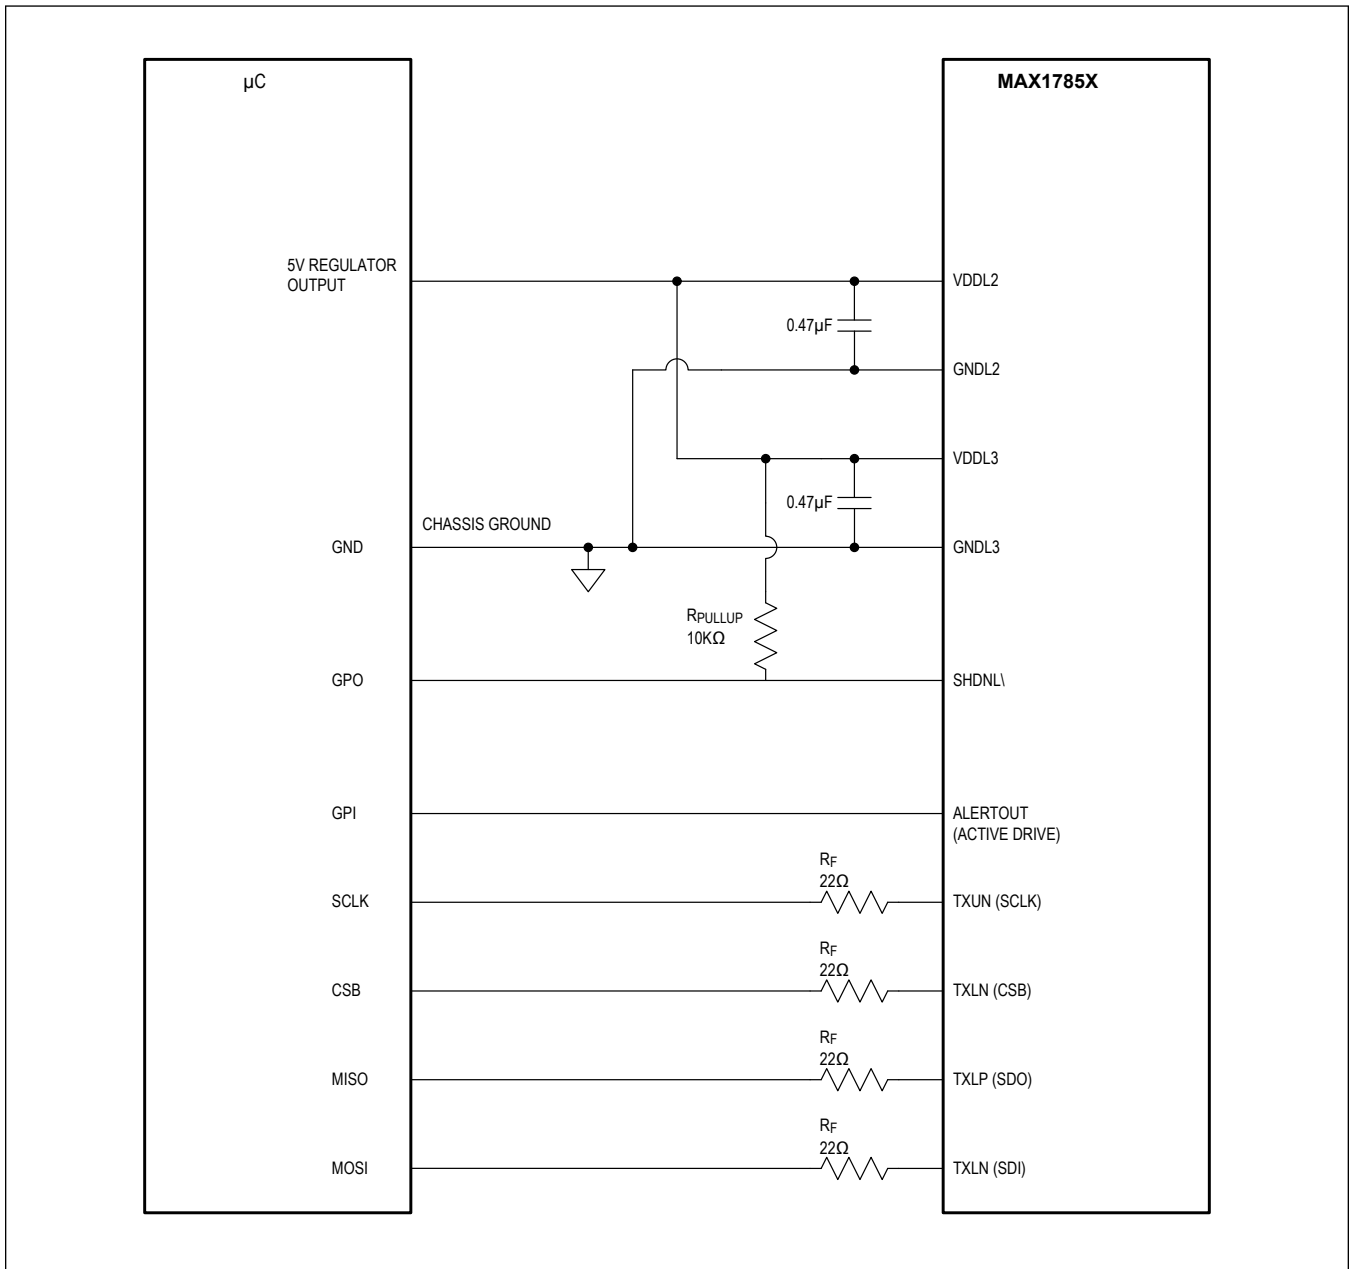 µC
MAX1785X
5V REGULATOR
OUTPUT
VDDL2
0.47µF
GNDL2
VDDL3
0.47µF
CHASSIS GROUND
GND
GNDL3
RPULLUP
10KΩ
GPO
SHDNL\
GPI
ALERTOUT
(ACTIVE DRIVE)
RF
22Ω
SCLK
TXUN (SCLK)
RF
22Ω
CSB
TXLN (CSB)
RF
22Ω
MISO
TXLP (SDO)
RF
22Ω
MOSI
TXLN (SDI)